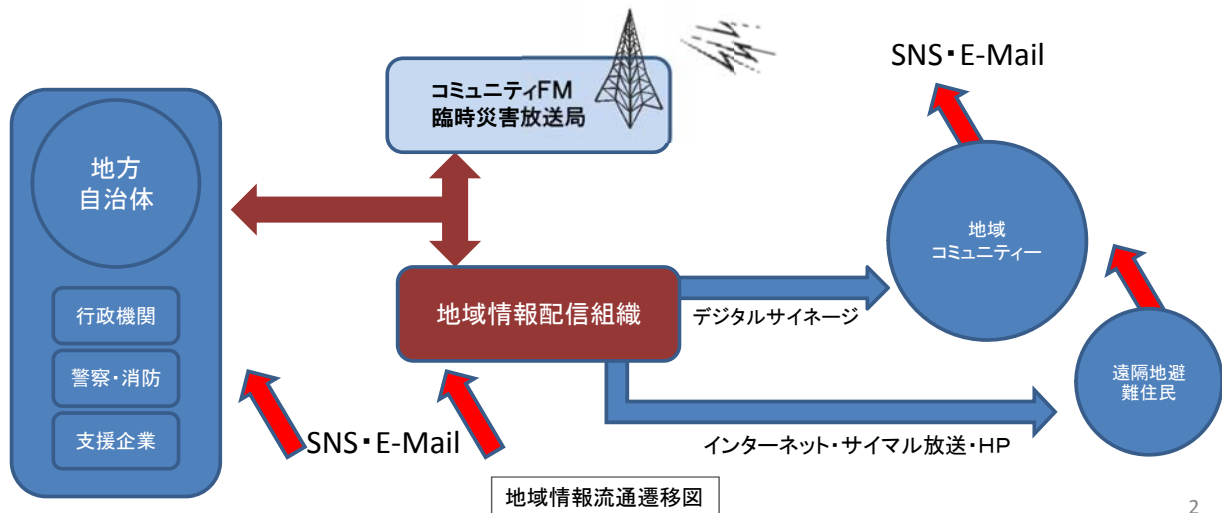 コミュニティFM
臨時災害放送局
SNS・E-Mail
地方
自治体
地域
コミュニティー
行政機関
地域情報配信組織
デジタルサイネージ
警察・消防
遠隔地避
難住民
支援企業
SNS・E-Mail
インターネット・サイマル放送・HP
地域情報流通遷移図
2